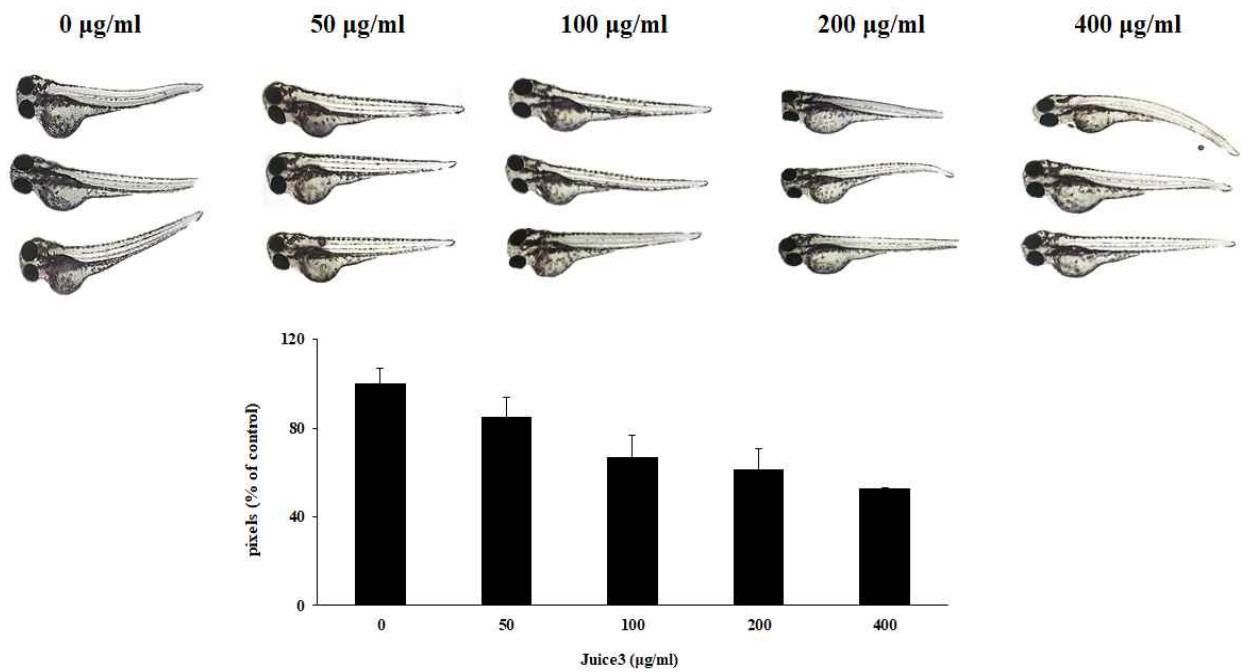 0 μg/ml 50 μg/ml 100 μg/ml 200 μg/ml 400 μg/ml
120
80
40
0
pixels (% of control)
0 50 100 200 400
Juice3 (μg/ml)